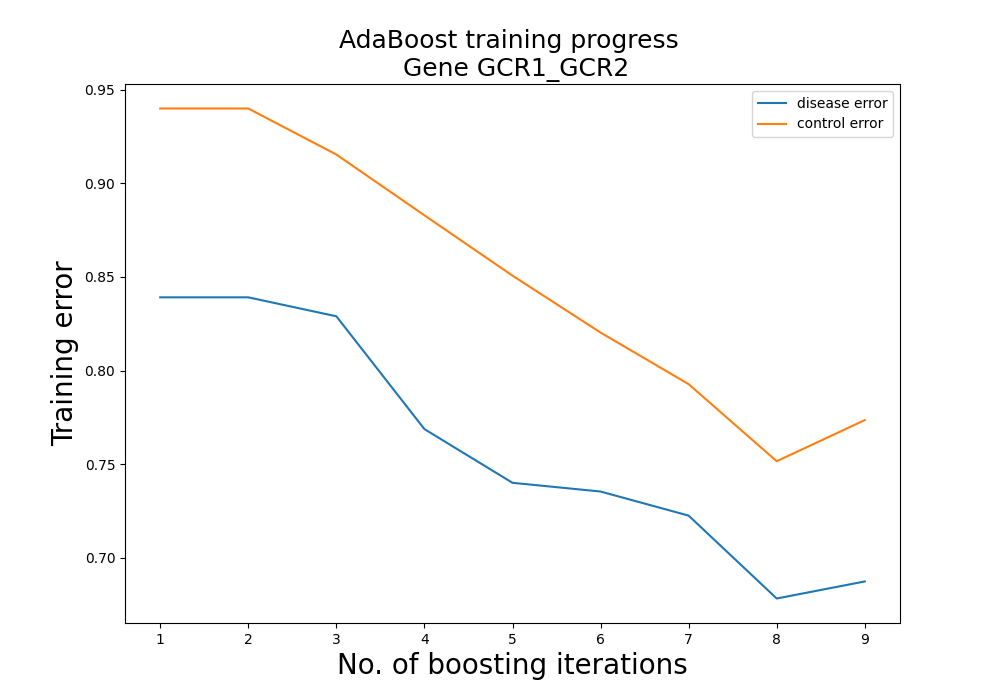 AdaBoost training progress
Gene GCR1_GCR2
disease error
control error
Training error
0.95
0.90
0.85
0.80
0.75
0.70
1 2 3 4 5 6 7 8 9
No. of boosting iterations